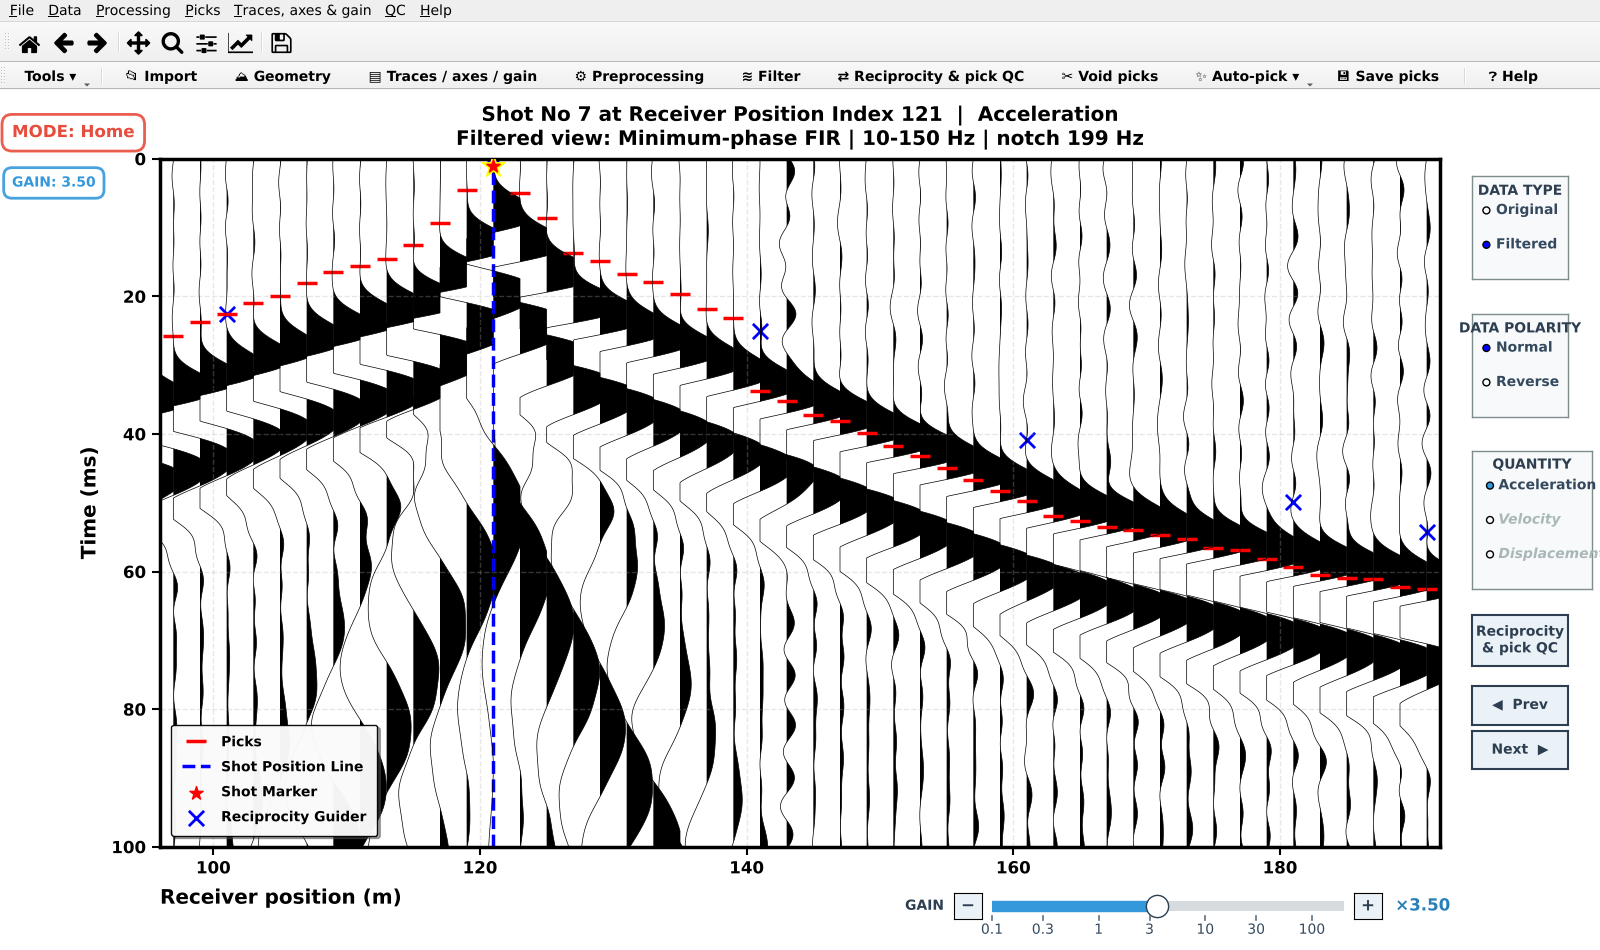 File Data Processing Picks Traces, axes & gain QC Help
Tools ▾ Import Geometry Traces / axes / gain Preprocessing Filter Reciprocity & pick QC Void picks Auto-pick ▾ Save picks ? Help
Shot No 7 at Receiver Position Index 121 | Acceleration
Filtered view: Minimum-phase FIR | 10-150 Hz | notch 199 Hz
MODE: Home
GAIN: 3.50
0
20
40
60
80
100
Time (ms)
Picks
Shot Position Line
Shot Marker
Reciprocity Guider
100 120 140 160 180
Receiver position (m)
DATA TYPE
Original
Filtered
DATA POLARITY
Normal
Reverse
QUANTITY
Acceleration
Velocity
Displacement
Reciprocity
& pick QC
◀ Prev
Next ▶
GAIN − + ×3.50
0.1 0.3 1 3 10 30 100